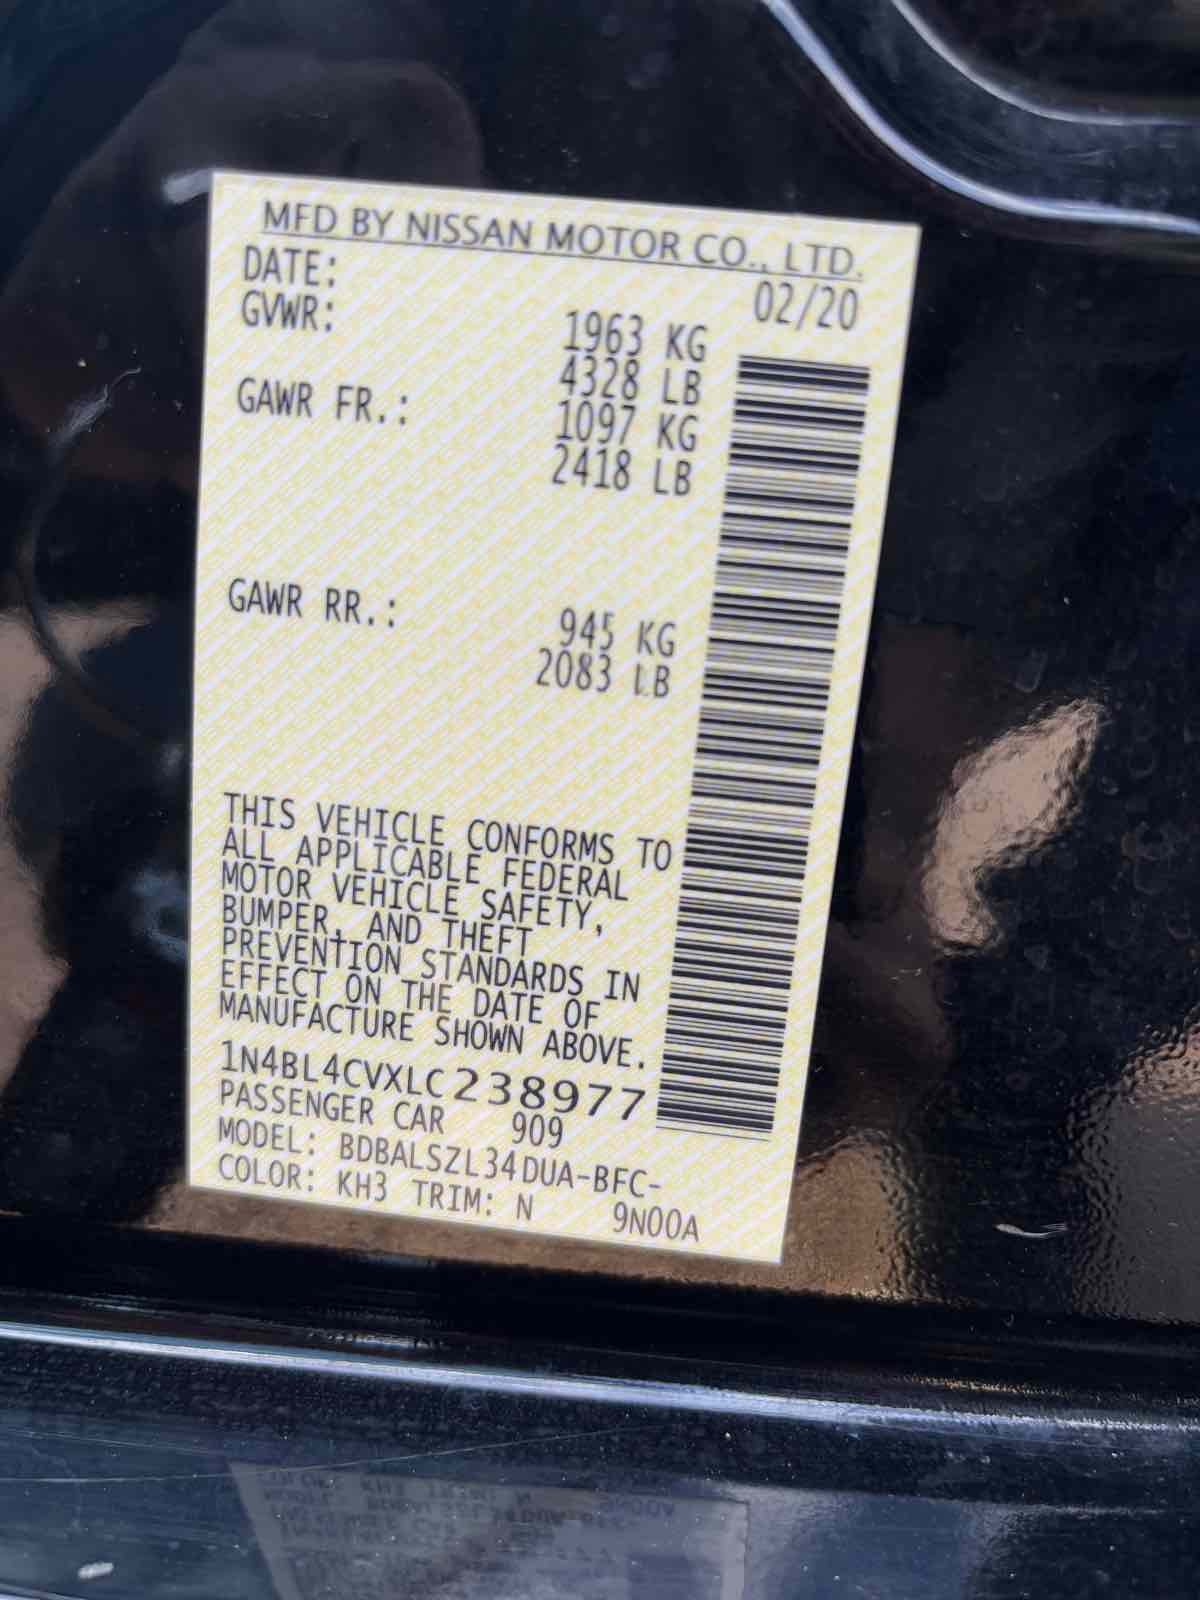 MFD BY NISSAN MOTOR CO., LTD.
DATE: 02/20
GVWR: 1963 KG
4328 LB
GAWR FR.: 1097 KG
2418 LB
GAWR RR.: 945 KG
2083 LB
THIS VEHICLE CONFORMS TO
ALL APPLICABLE FEDERAL
MOTOR VEHICLE SAFETY,
BUMPER, AND THEFT
PREVENTION STANDARDS IN
EFFECT ON THE DATE OF
MANUFACTURE SHOWN ABOVE.
1N4BL4CVXLC238977
PASSENGER CAR 909
MODEL: BDBALSZL34DUA-BFC-
COLOR: KH3 TRIM: N 9N00A